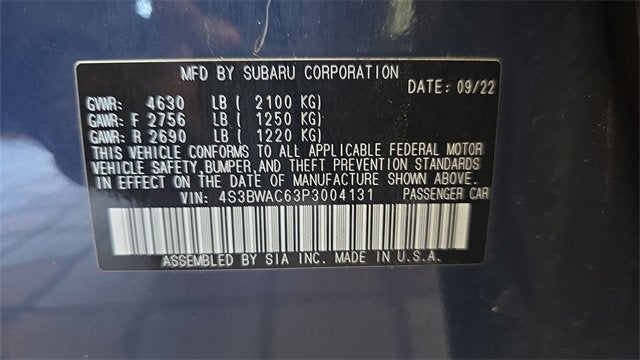 MFD BY SUBARU CORPORATION
DATE: 09/22
GVWR: 4630 LB ( 2100 KG)
GAWR: F 2756 LB ( 1250 KG)
GAWR: R 2690 LB ( 1220 KG)
THIS VEHICLE CONFORMS TO ALL APPLICABLE FEDERAL MOTOR
VEHICLE SAFETY, BUMPER, AND THEFT PREVENTION STANDARDS
IN EFFECT ON THE DATE OF MANUFACTURE SHOWN ABOVE.
VIN: 4S3BWAC63P3004131 PASSENGER CAR
ASSEMBLED BY SIA INC. MADE IN U.S.A.